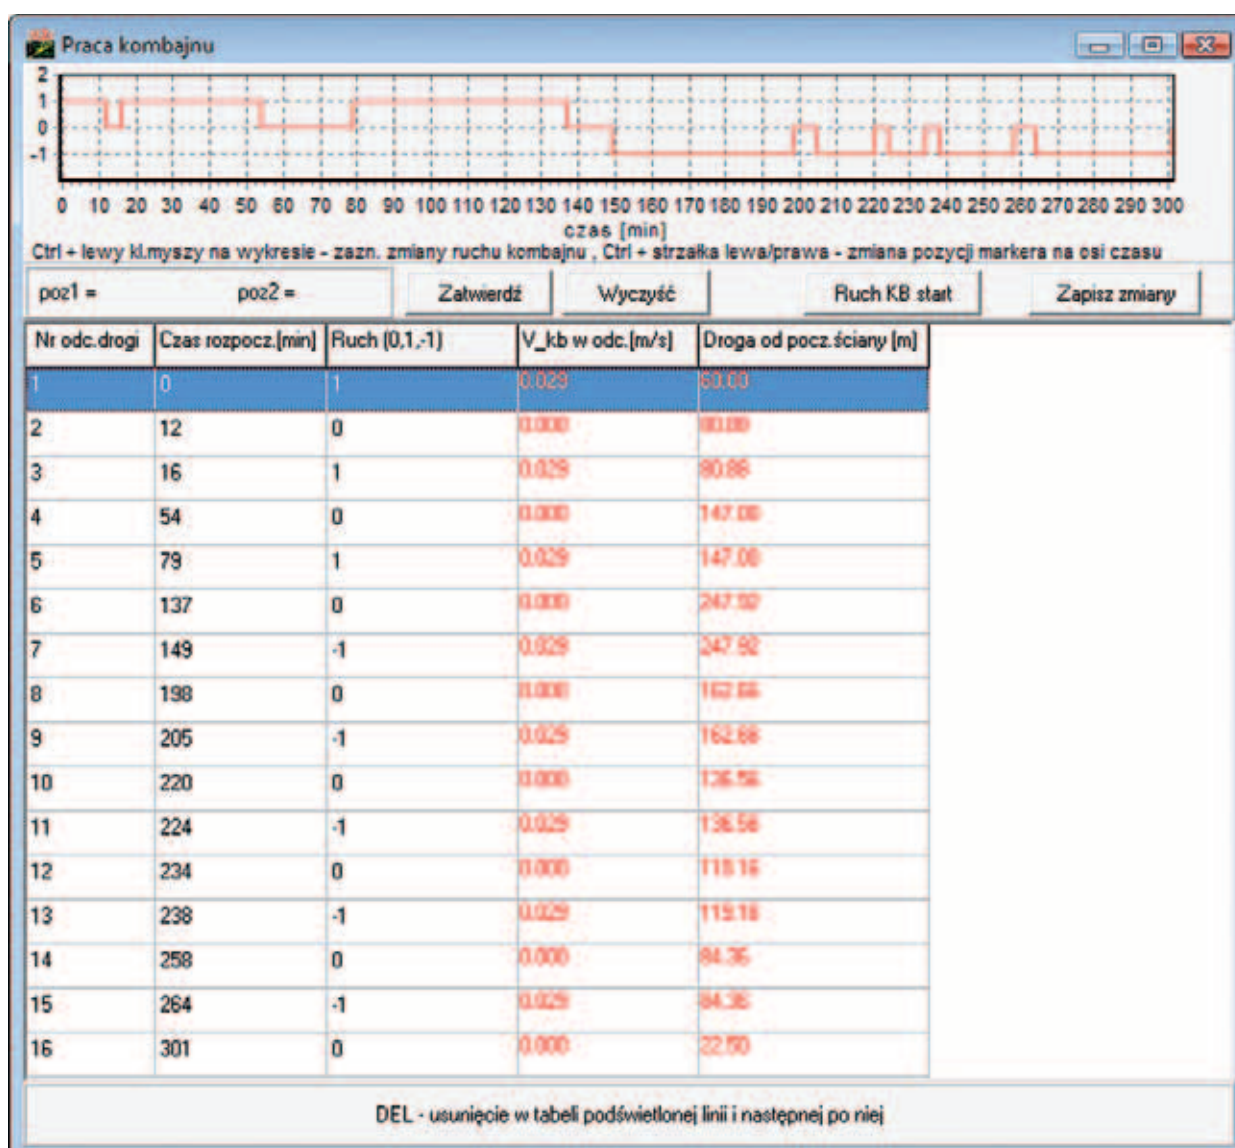 Praca kombajnu
2
1
0
-1
0 10 20 30 40 50 60 70 80 90 100 110 120 130 140 150 160 170 180 190 200 210 220 230 240 250 260 270 280 290 300
czas [min]
Ctrl + lewy kl.myszy na wykresie - zazn. zmiany ruchu kombajnu , Ctrl + strzałka lewa/prawa - zmiana pozycji markera na osi czasu
poz1 = poz2 = Zatwierdź Wyczyść Ruch KB start Zapisz zmiany
Nr odc.drogi Czas rozpocz.[min] Ruch (0,1,-1) V_kb w odc.[m/s] Droga od pocz.ściany [m]
1 0 1 0.029 60.00
2 12 0 0.000 80.88
3 16 1 0.029 80.88
4 54 0 0.000 147.00
5 79 1 0.029 147.00
6 137 0 0.000 247.92
7 149 -1 0.029 247.92
8 198 0 0.000 162.66
9 205 -1 0.029 162.66
10 220 0 0.000 136.56
11 224 -1 0.029 136.56
12 234 0 0.000 119.16
13 238 -1 0.029 119.16
14 258 0 0.000 84.36
15 264 -1 0.029 84.36
16 301 0 0.000 22.50
DEL - usunięcie w tabeli podświetlonej linii i następnej po niej